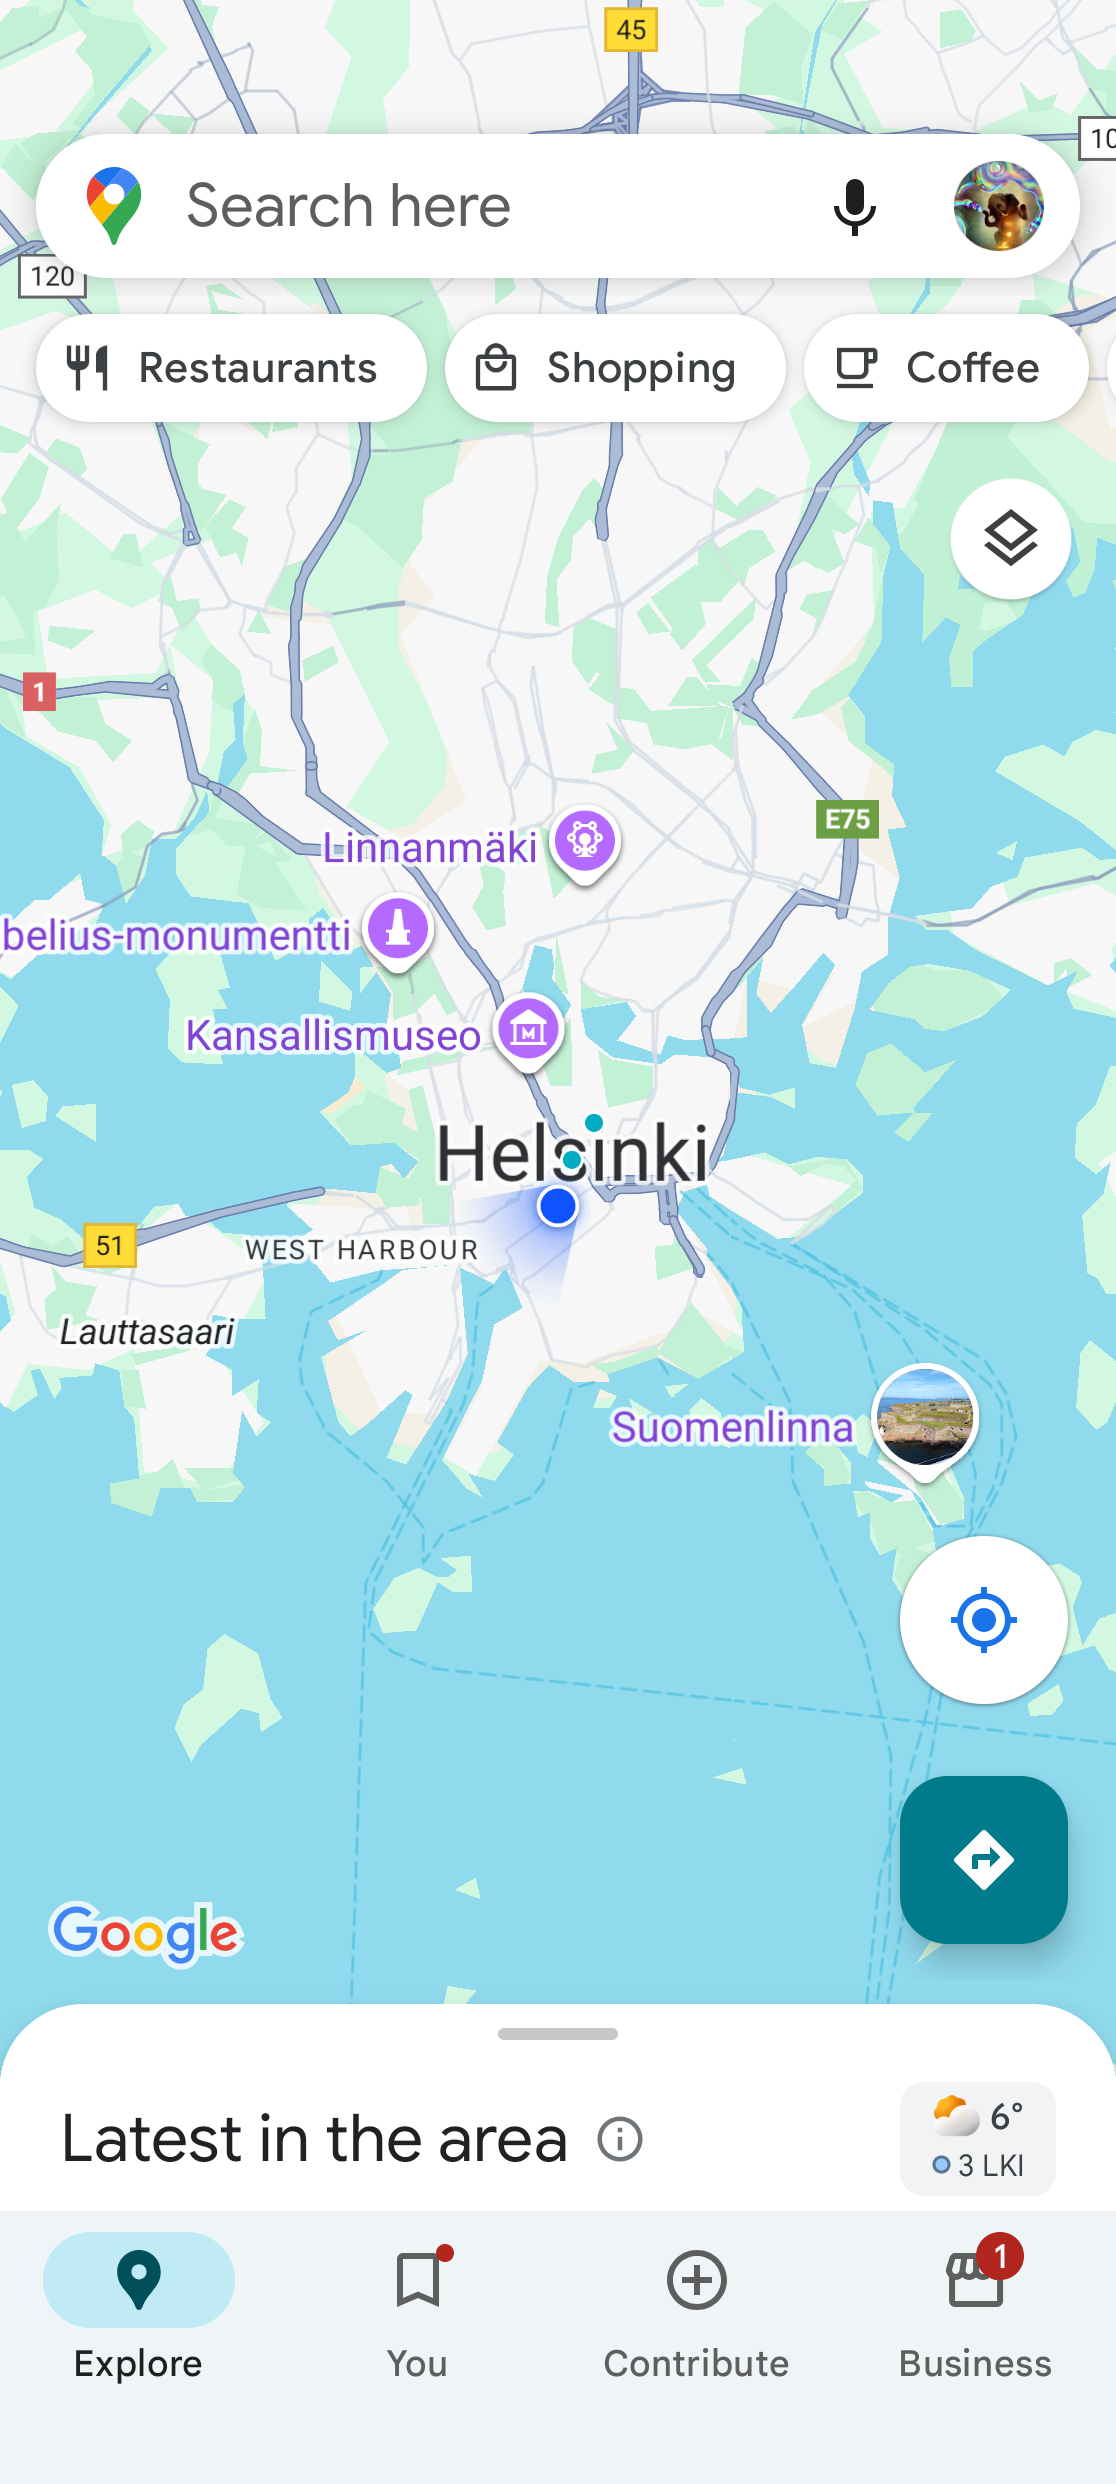 45
10
Search here
120
Restaurants
Shopping
Coffee
1
E75
Linnanmäki
belius-monumentti
Kansallismuseo
M
Helsinki
WEST HARBOUR
51
Lauttasaari
Suomenlinna
Google
Latest in the area
6°
3 LKI
1
Explore
You
Contribute
Business